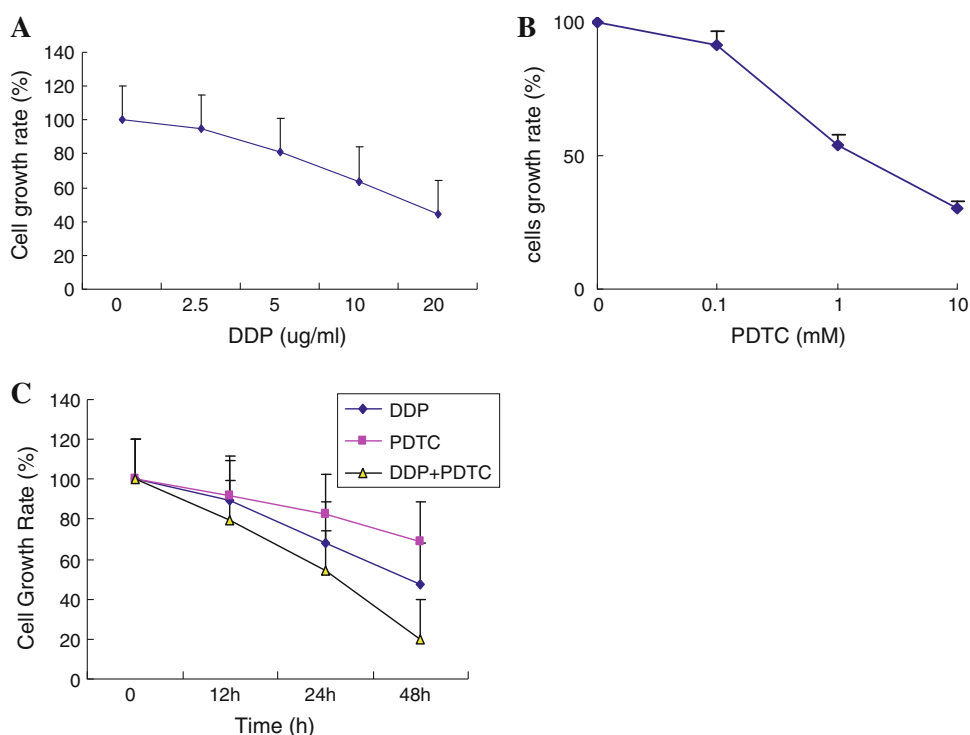 A
Cell growth rate (%)
140
120
100
80
60
40
20
0
0 2.5 5 10 20
DDP (ug/ml)
B
cells growth rate (%)
100
50
0
0 0.1 1 10
PDTC (mM)
C
Cell Growth Rate (%)
140
120
100
80
60
40
20
0
0 12h 24h 48h
Time (h)
DDP
PDTC
DDP+PDTC